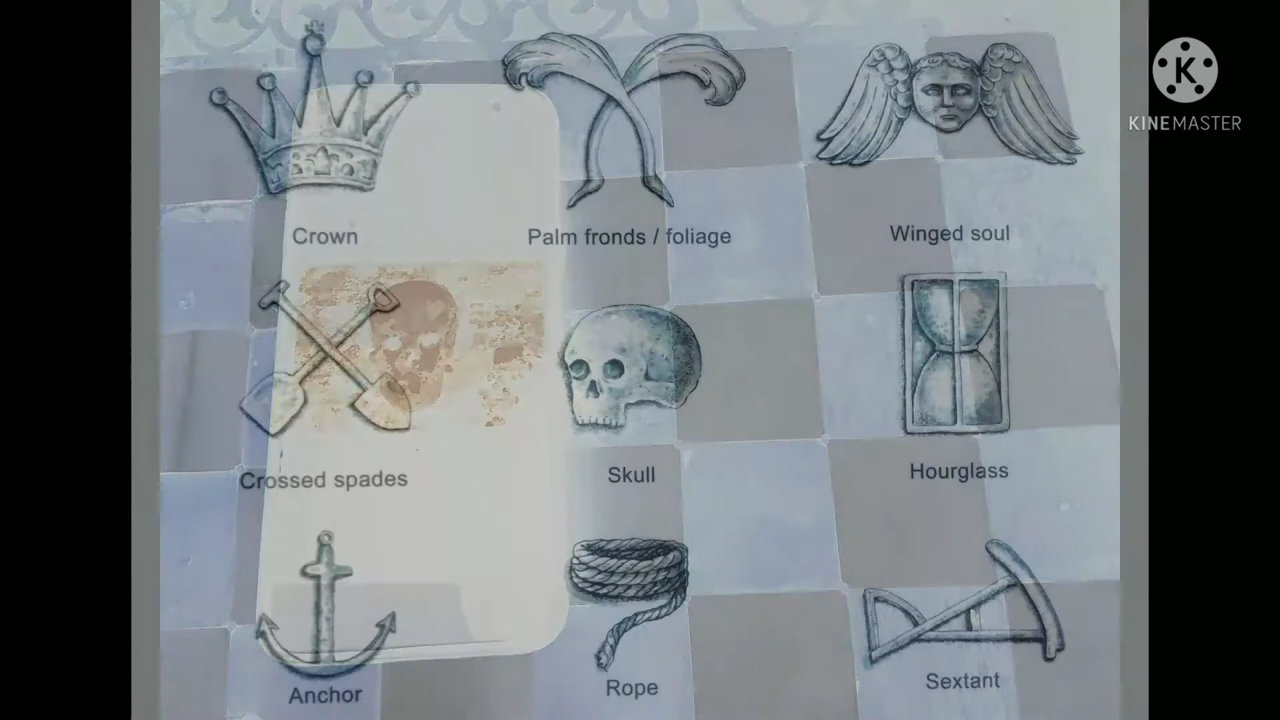 K
KINEMASTER
Crown
Palm fronds / foliage
Winged soul
Crossed spades
Skull
Hourglass
Anchor
Rope
Sextant